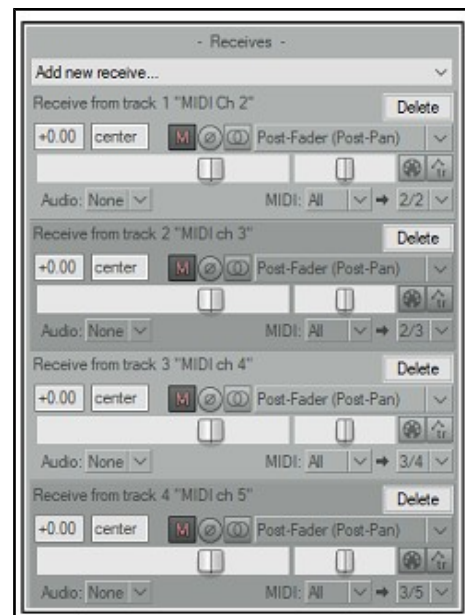 - Receives -
Add new receive...
Receive from track 1 "MIDI Ch 2" Delete
+0.00 center M Post-Fader (Post-Pan)
tr
Audio: None MIDI: All → 2/2
Receive from track 2 "MIDI ch 3" Delete
+0.00 center M Post-Fader (Post-Pan)
tr
Audio: None MIDI: All → 2/3
Receive from track 3 "MIDI ch 4" Delete
+0.00 center M Post-Fader (Post-Pan)
tr
Audio: None MIDI: All → 3/4
Receive from track 4 "MIDI ch 5" Delete
+0.00 center M Post-Fader (Post-Pan)
tr
Audio: None MIDI: All → 3/5